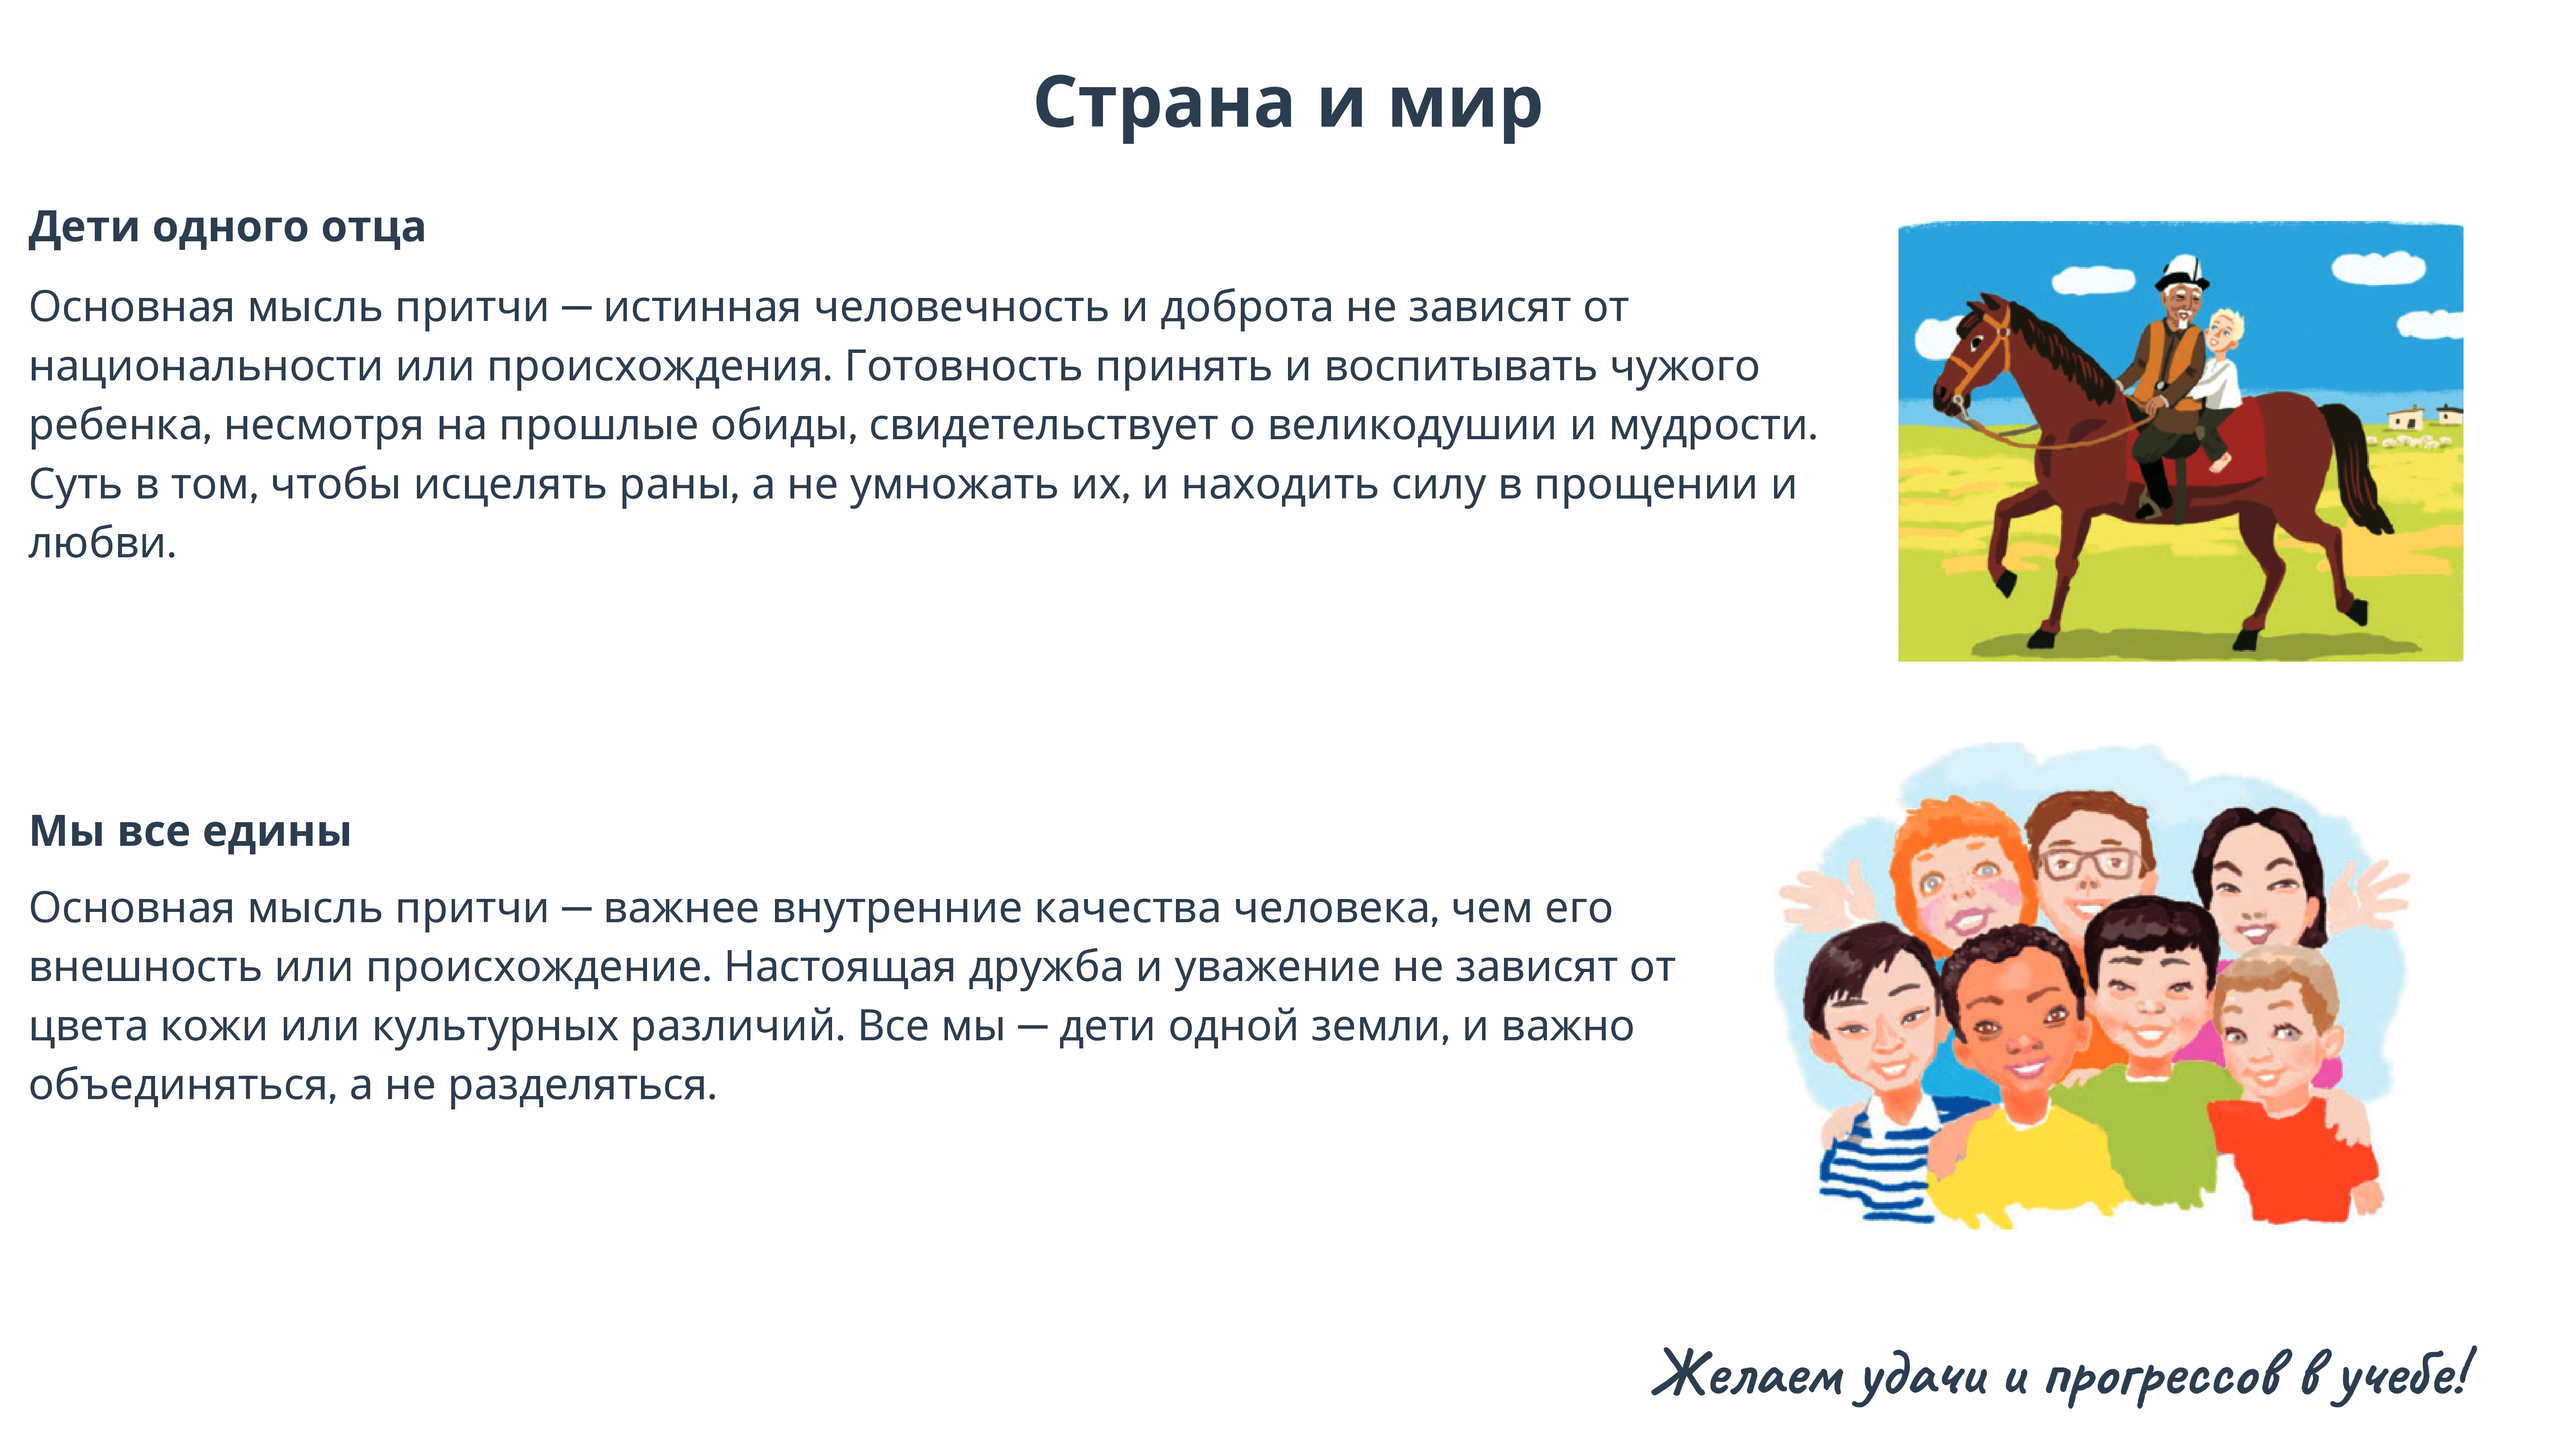 Страна и мир
Дети одного отца
Основная мысль притчи — истинная человечность и доброта не зависят от
национальности или происхождения. Готовность принять и воспитывать чужого
ребенка, несмотря на прошлые обиды, свидетельствует о великодушии и мудрости.
Суть в том, чтобы исцелять раны, а не умножать их, и находить силу в прощении и
любви.
Мы все едины
Основная мысль притчи — важнее внутренние качества человека, чем его
внешность или происхождение. Настоящая дружба и уважение не зависят от
цвета кожи или культурных различий. Все мы — дети одной земли, и важно
объединяться, а не разделяться.
Желаем удачи и прогрессов в учебе!